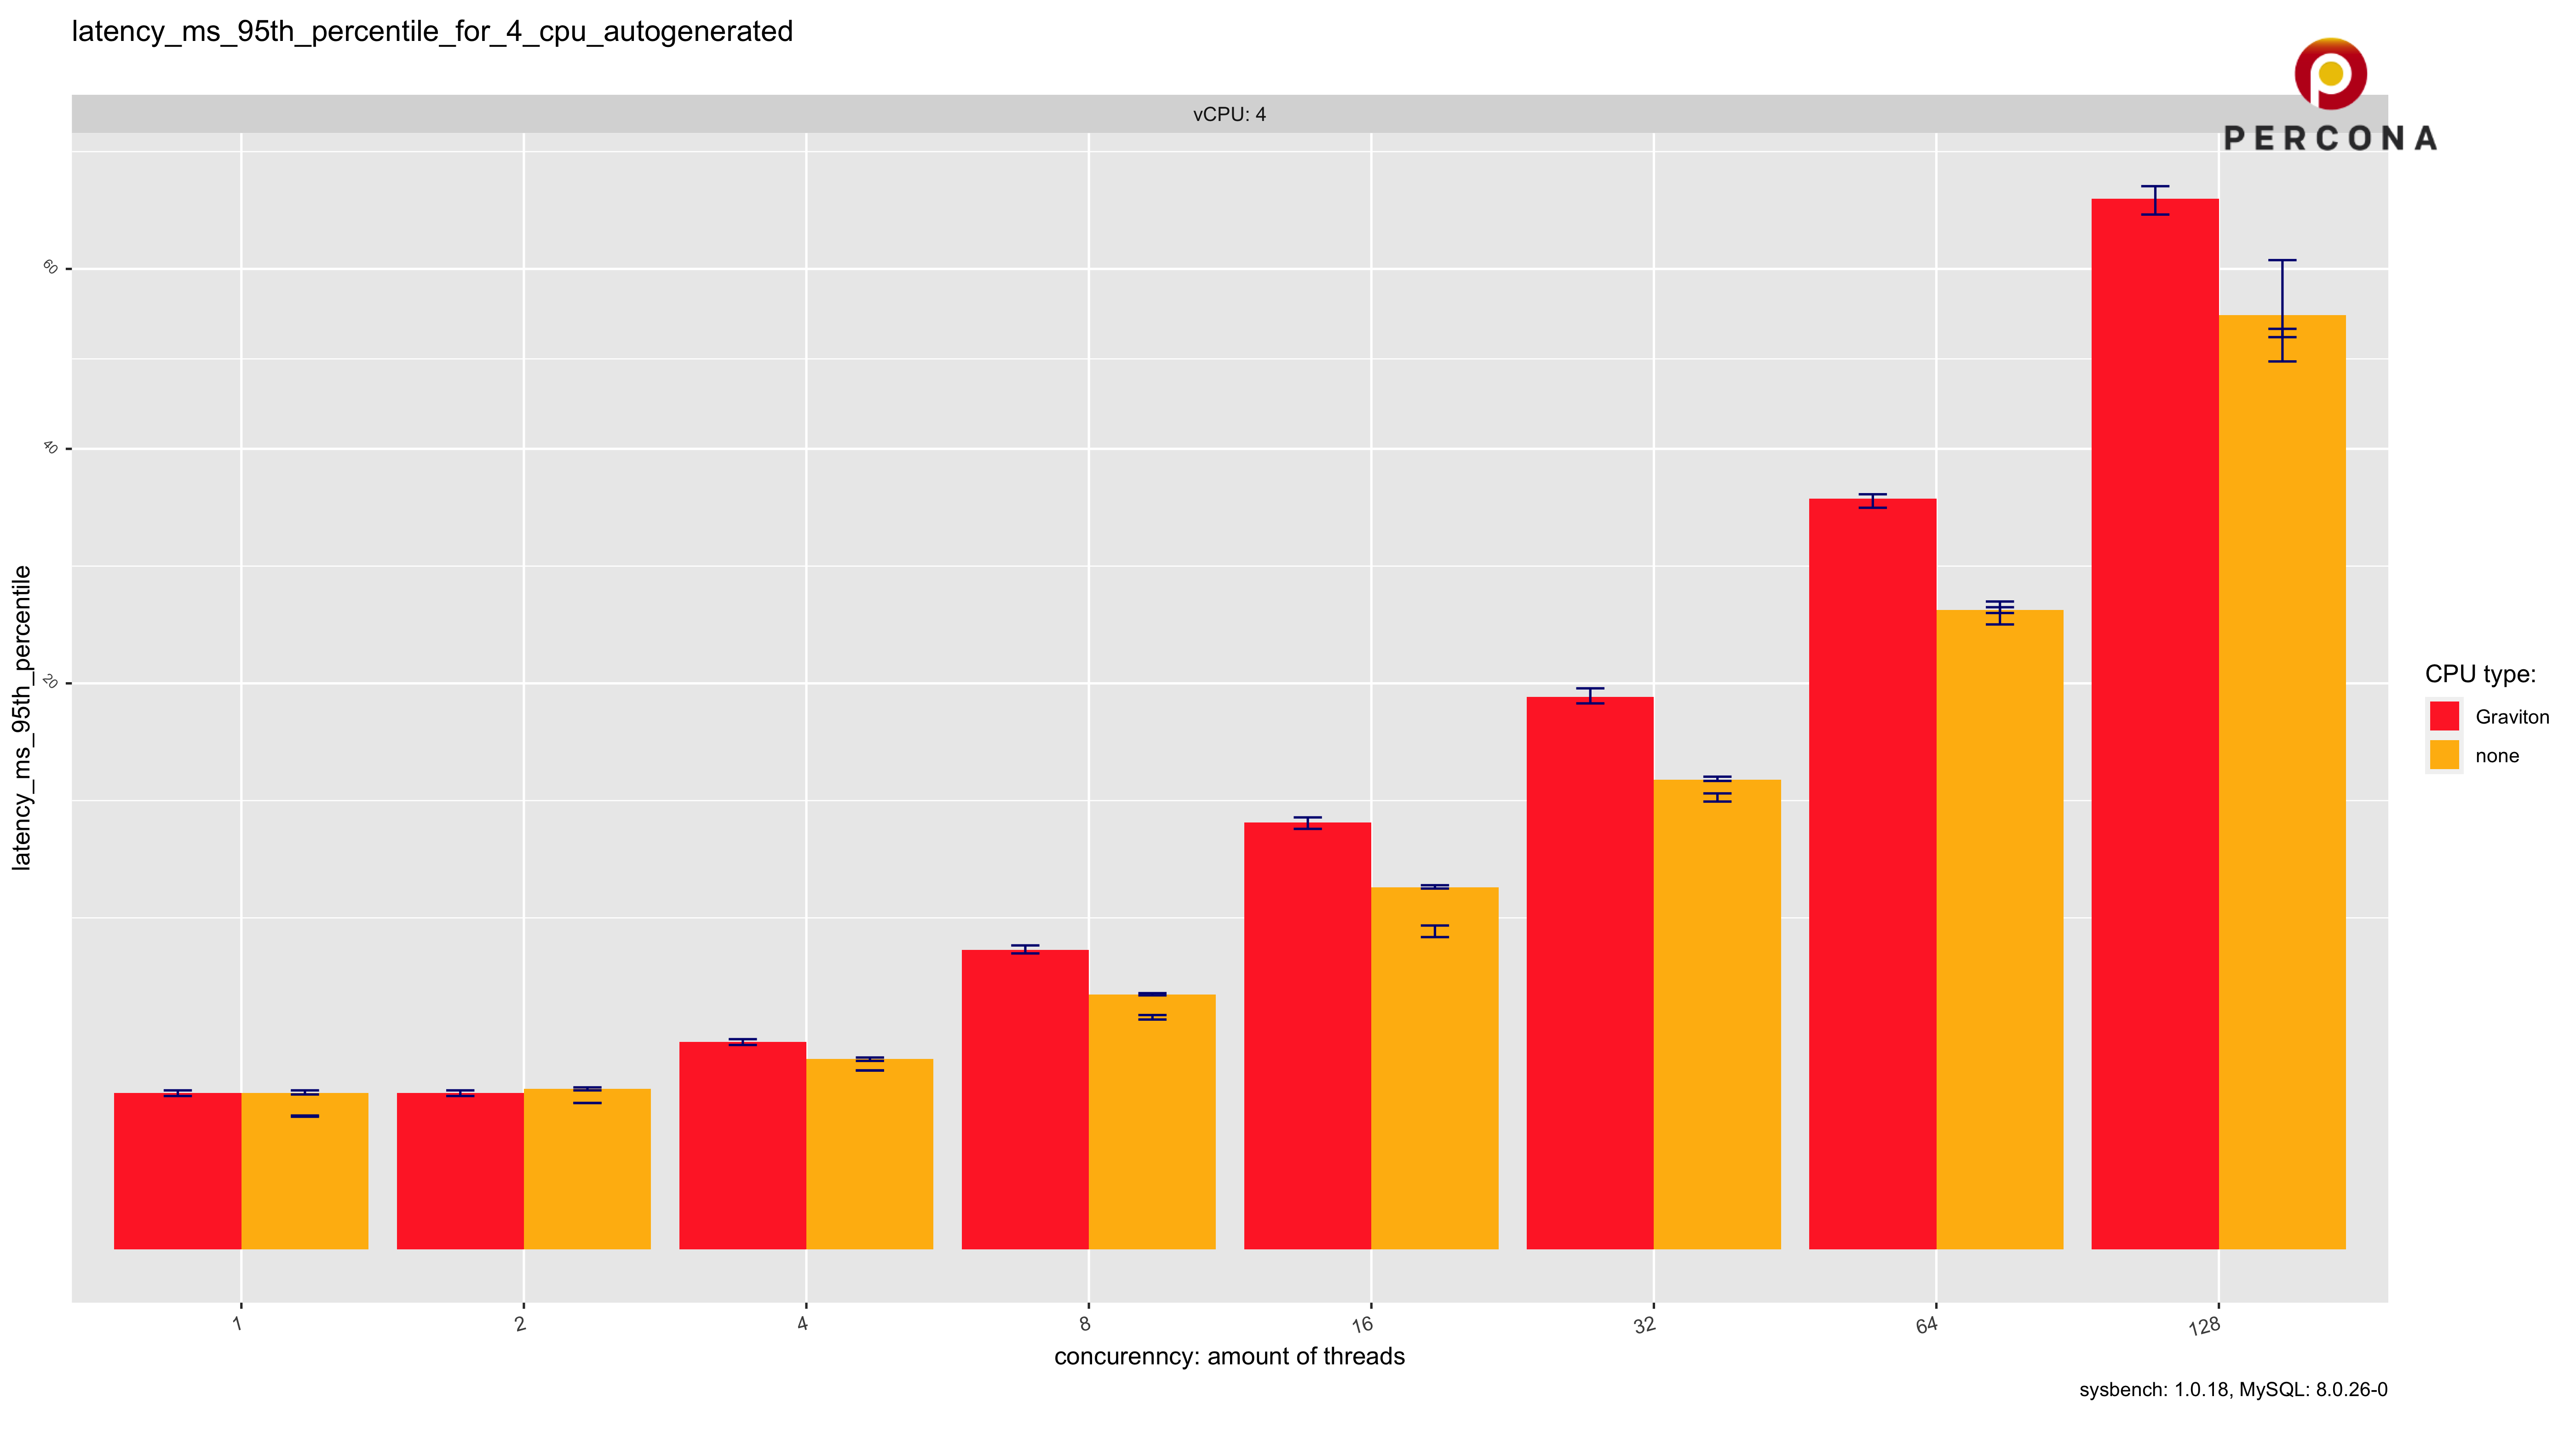 latency_ms_95th_percentile_for_4_cpu_autogenerated
PERCONA
vCPU: 4
60
40
20
latency_ms_95th_percentile
CPU type:
Graviton
none
1
2
4
8
16
32
64
128
concurenncy: amount of threads
sysbench: 1.0.18, MySQL: 8.0.26-0